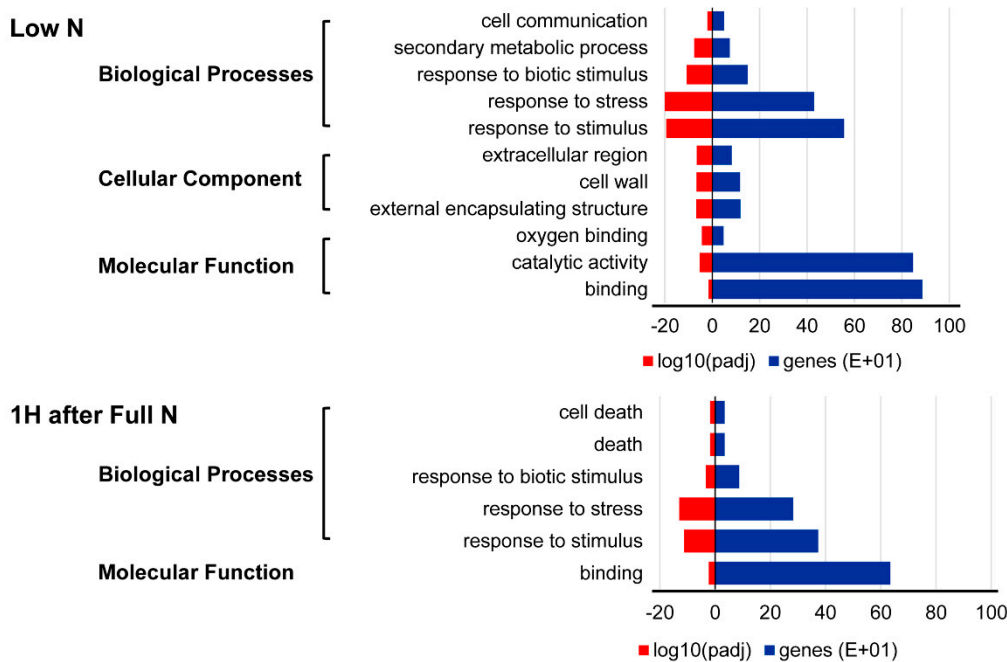 Low N
Biological Processes
cell communication
secondary metabolic process
response to biotic stimulus
response to stress
response to stimulus
Cellular Component
extracellular region
cell wall
external encapsulating structure
Molecular Function
oxygen binding
catalytic activity
binding
-20 0 20 40 60 80 100
log10(padj) genes (E+01)
1H after Full N
Biological Processes
cell death
death
response to biotic stimulus
response to stress
response to stimulus
Molecular Function
binding
-20 0 20 40 60 80 100
log10(padj) genes (E+01)